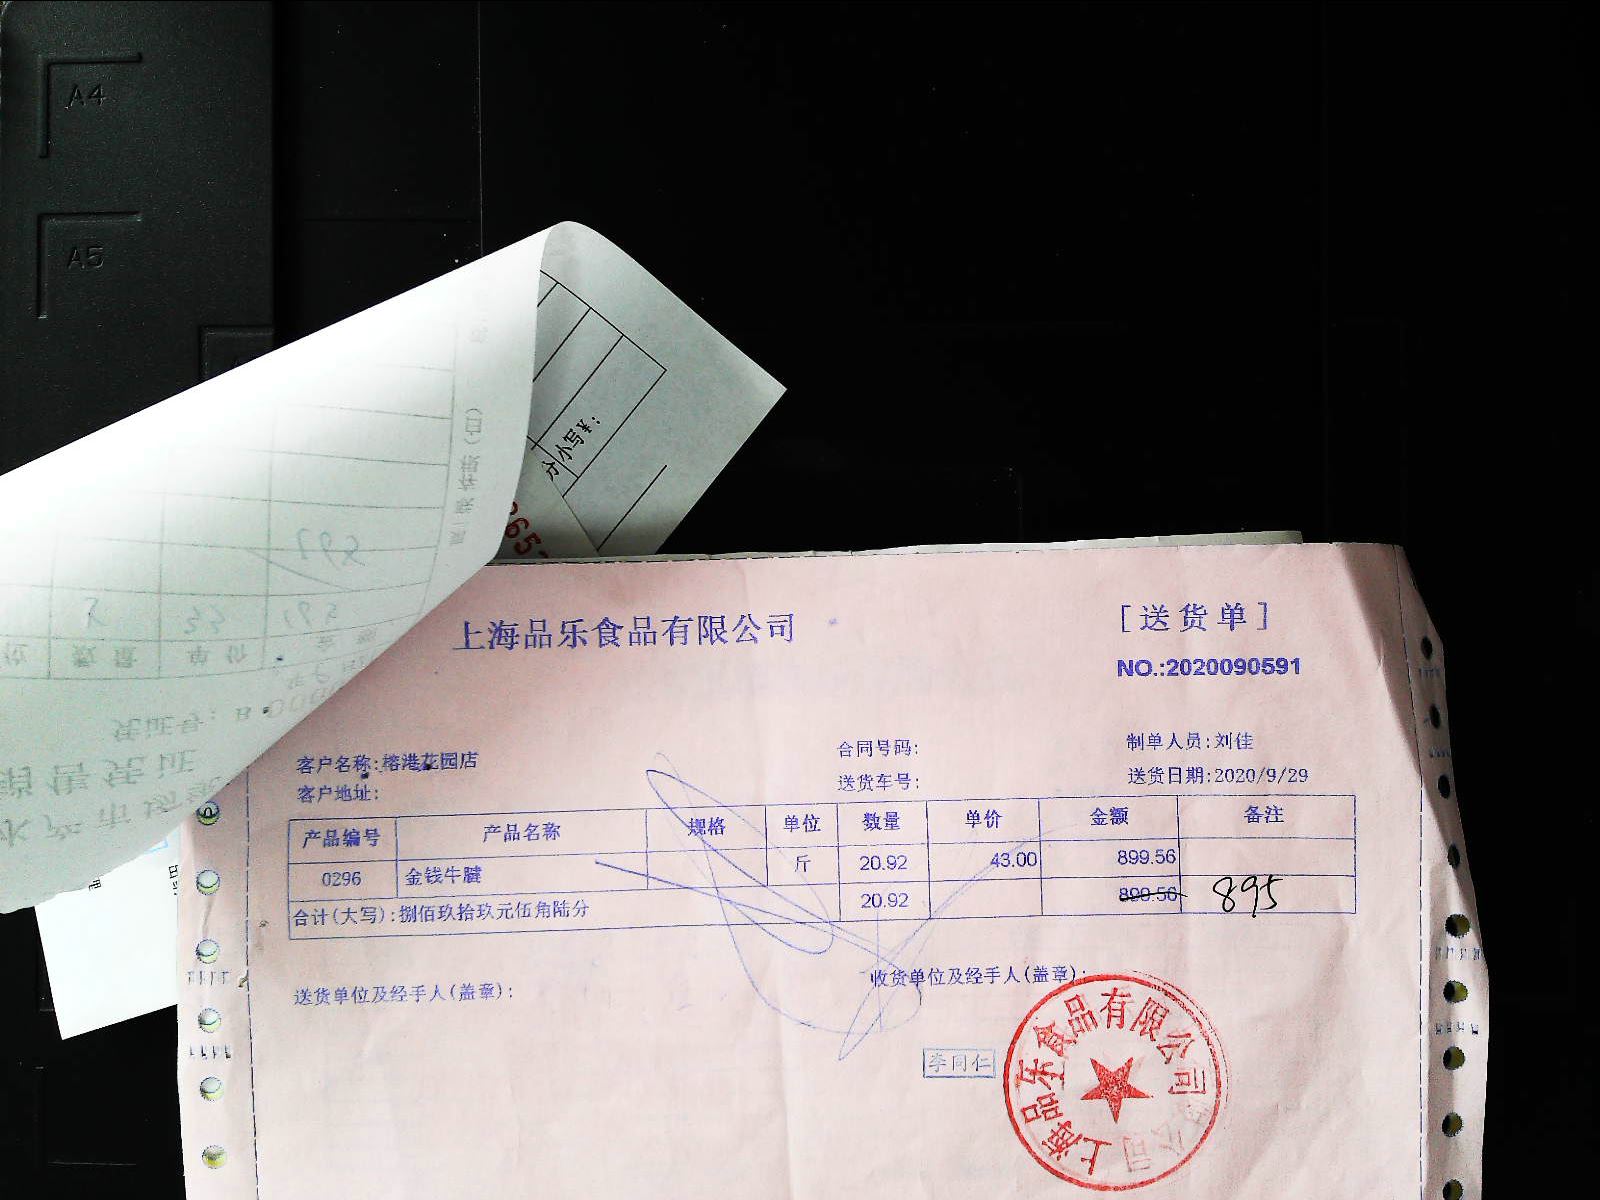 A4
A5
分 小写¥:
上海品乐食品有限公司
[送货单]
NO.:2020090591
客户名称:榕港花园店
合同号码:
制单人员:刘佳
客户地址:
送货车号:
送货日期:2020/9/29
产品编号 产品名称 规格 单位 数量 单价 金额 备注
0296 金钱牛腱 斤 20.92 43.00 899.56
合计(大写):捌佰玖拾玖元伍角陆分 20.92 899.56 895
送货单位及经手人(盖章):
收货单位及经手人(盖章):
李同仁
上海品乐食品有限公司